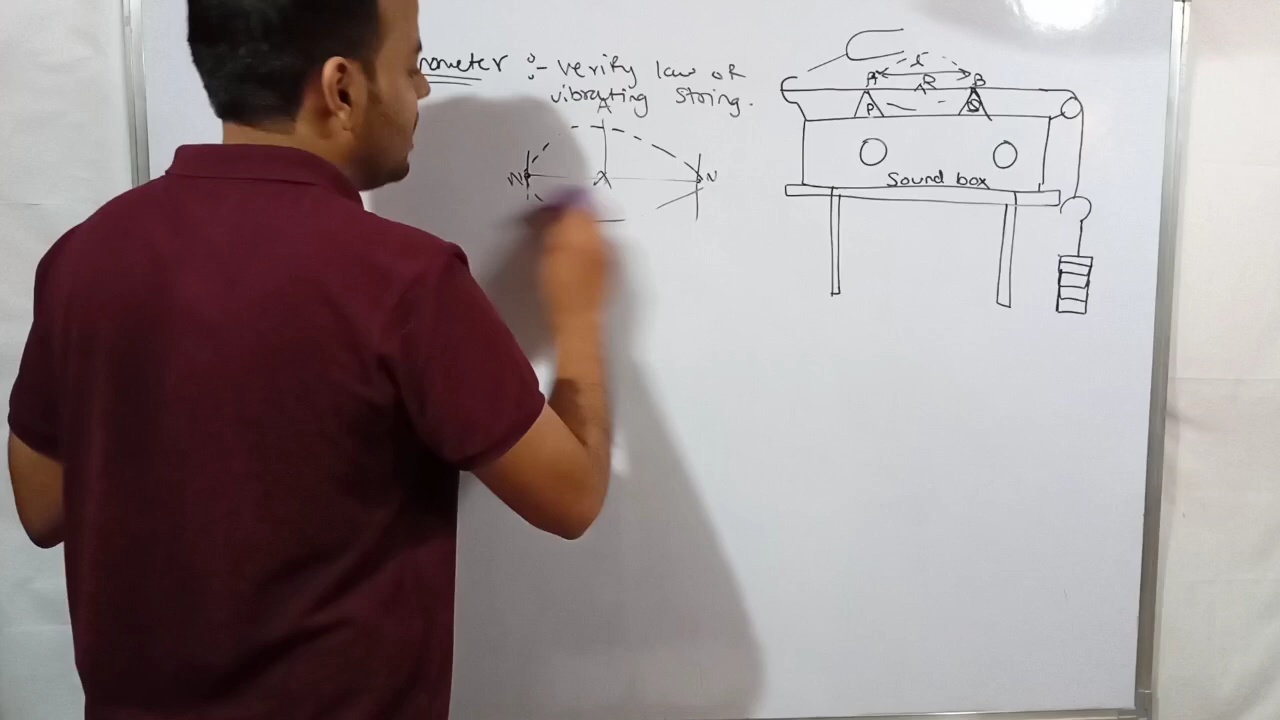 nometer :- Verify law of
vibrating string.
A
N N
l
A B
R
P S
Sound box